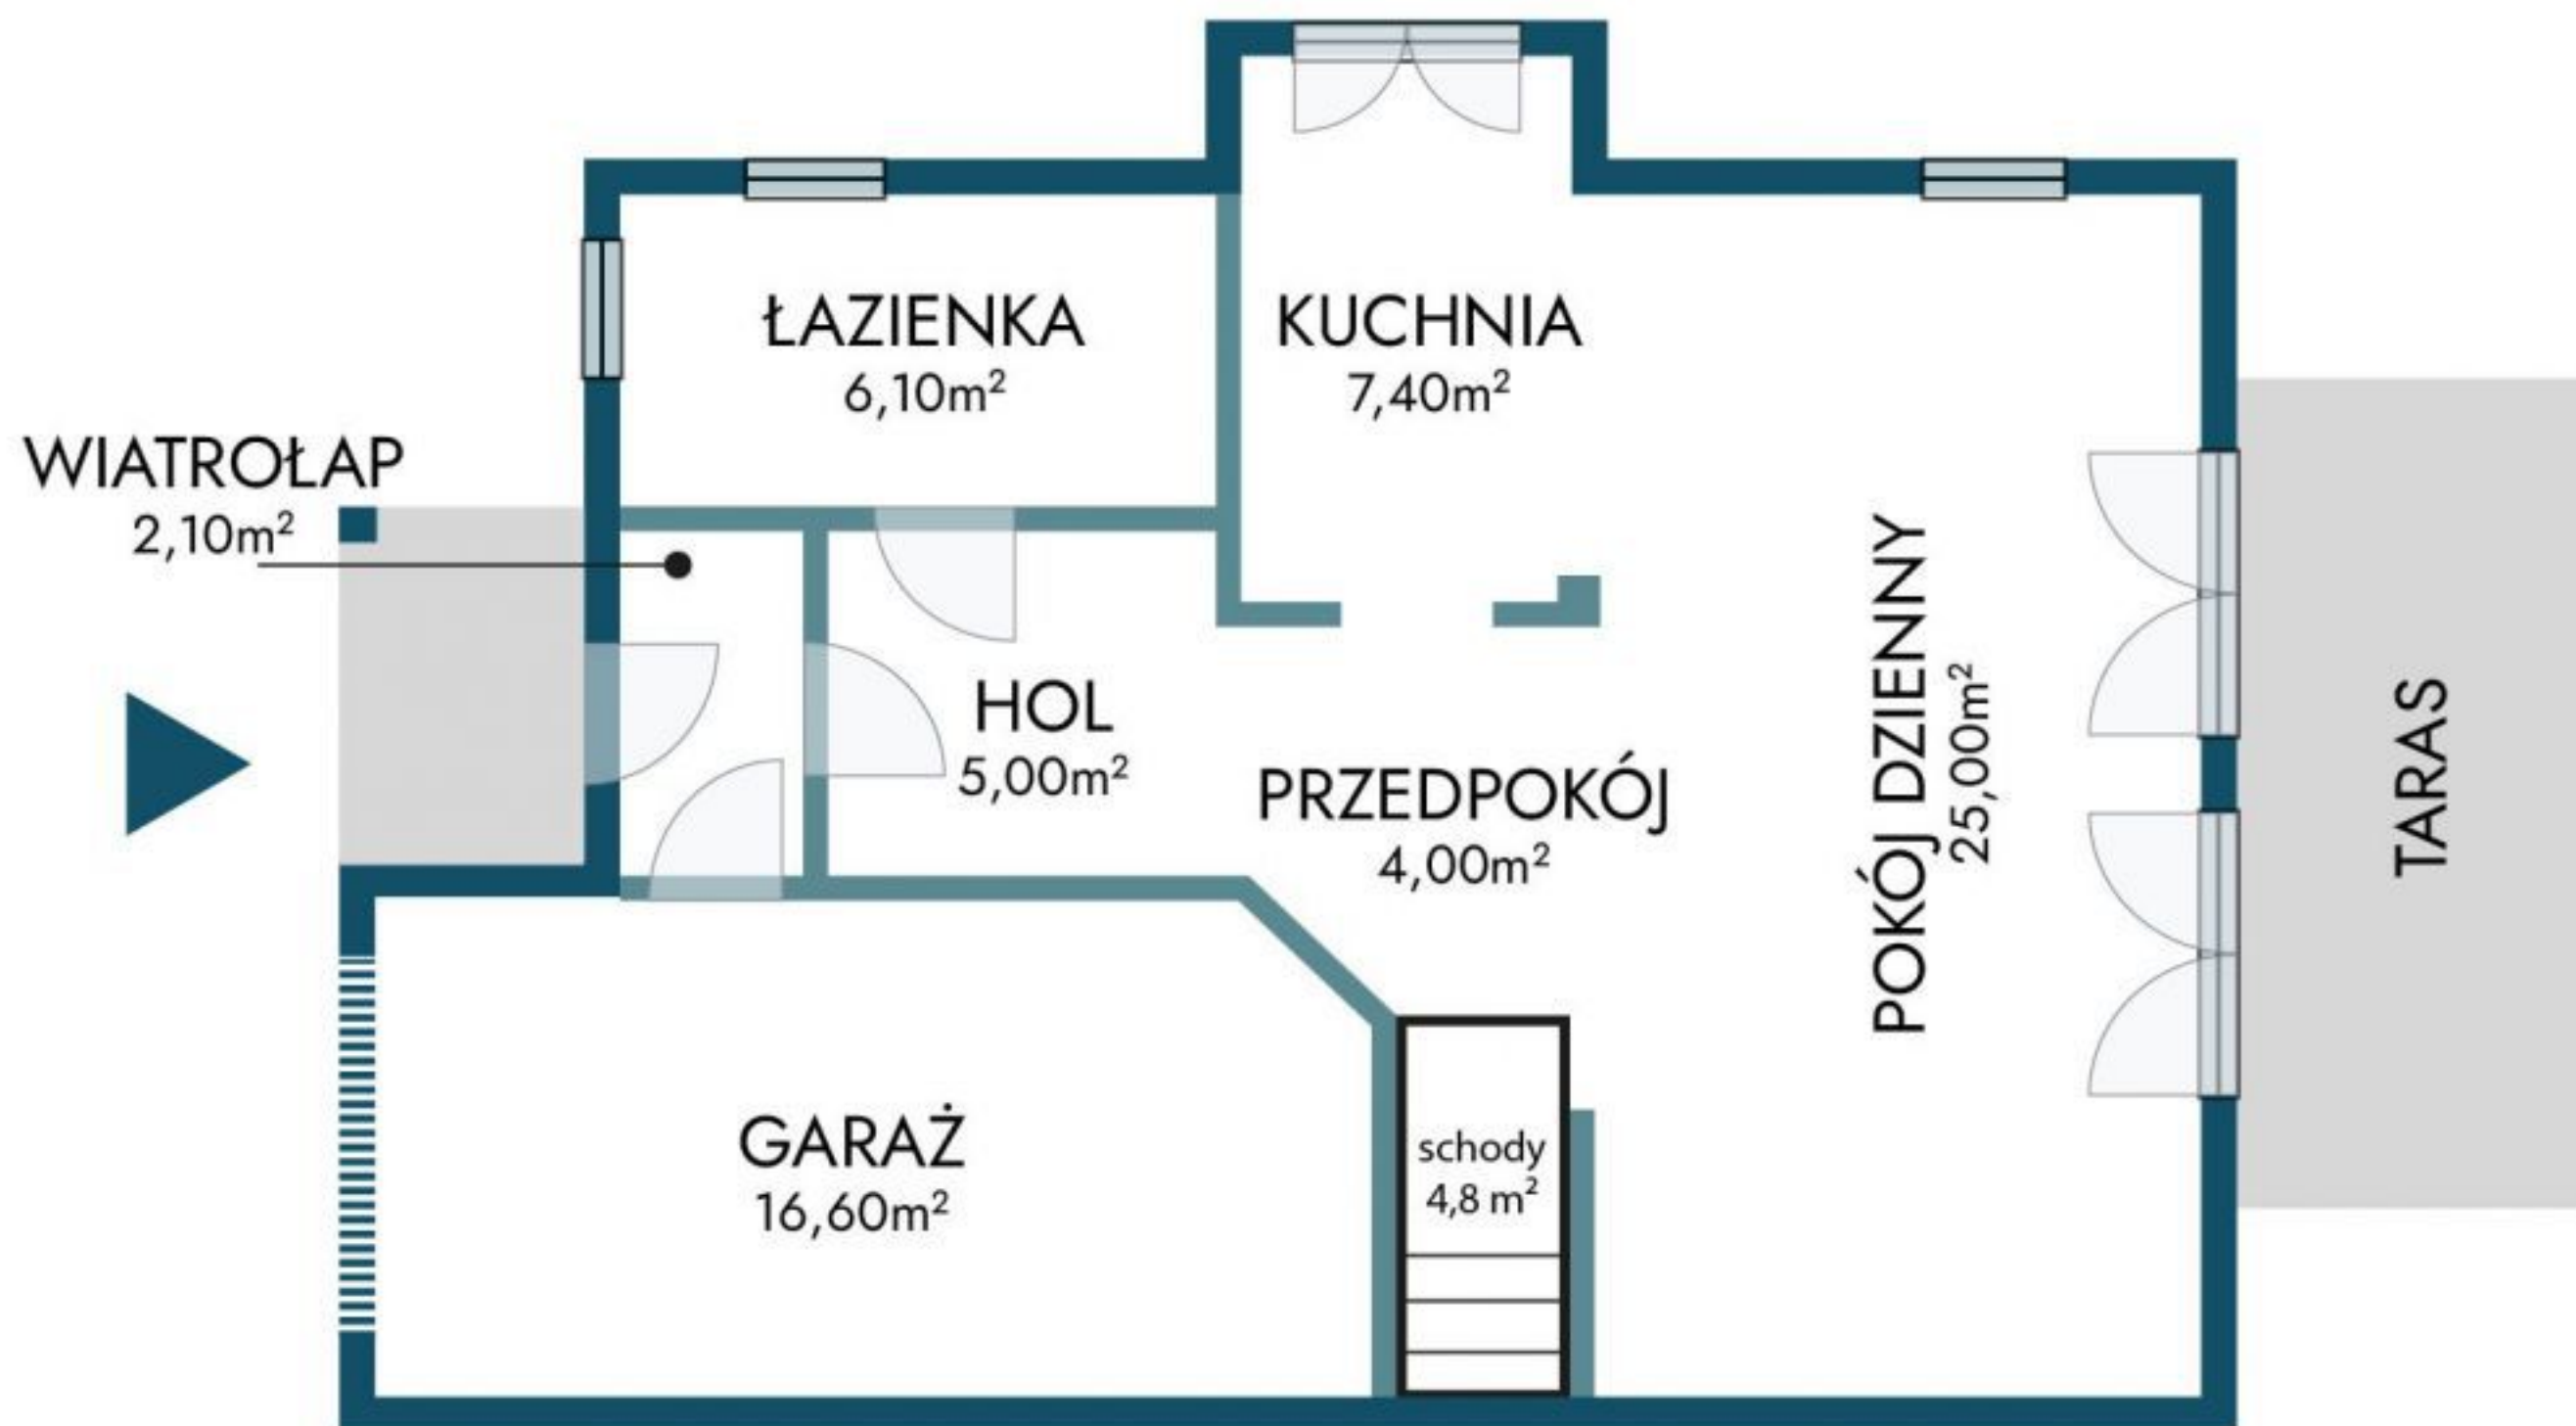 ŁAZIENKA
6,10m²
KUCHNIA
7,40m²
WIATROŁAP
2,10m²
HOL
5,00m²
PRZEDPOKÓJ
4,00m²
POKÓJ DZIENNY
25,00m²
TARAS
GARAŻ
16,60m²
schody
4,8 m²